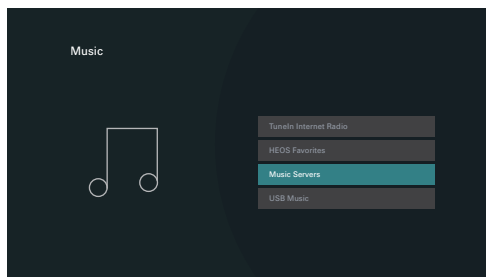 Music
TuneIn Internet Radio
HEOS Favorites
Music Servers
USB Music